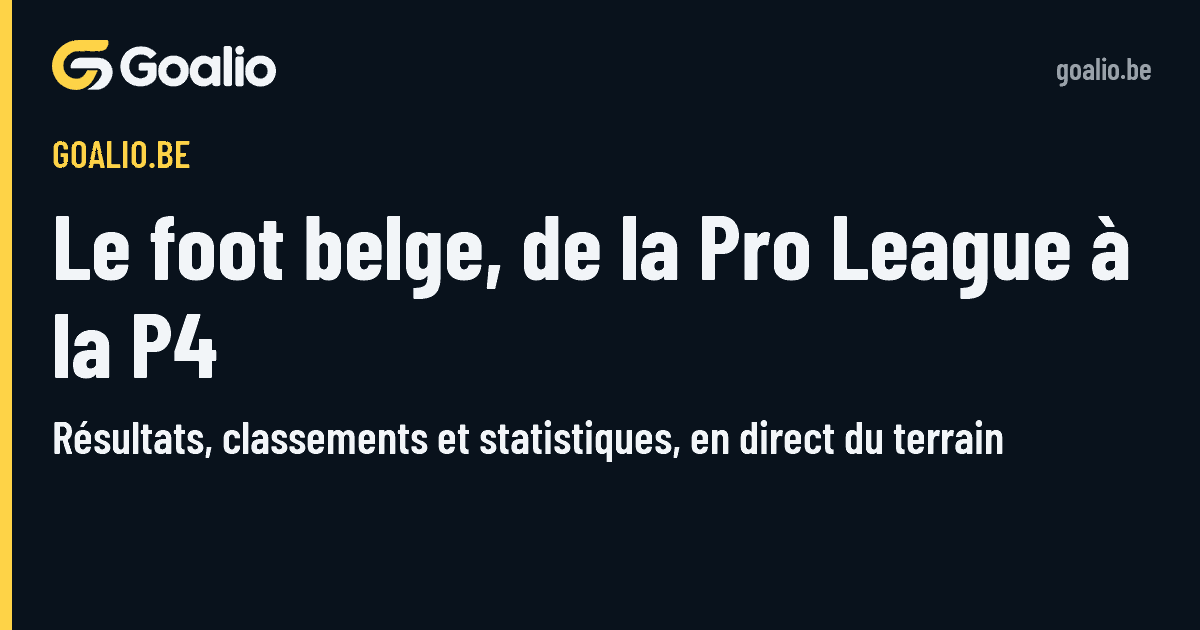 Goalio
goalio.be
GOALIO.BE
Le foot belge, de la Pro League à
la P4
Résultats, classements et statistiques, en direct du terrain